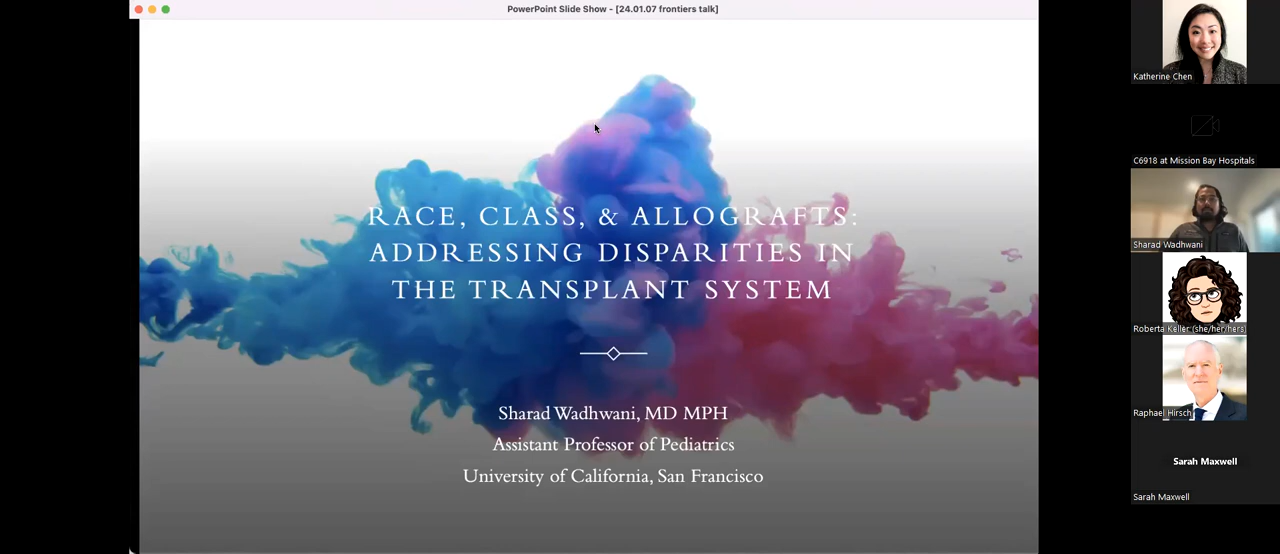 PowerPoint Slide Show - [24.01.07 frontiers talk]
RACE, CLASS, & ALLOGRAFTS:
ADDRESSING DISPARITIES IN
THE TRANSPLANT SYSTEM
Sharad Wadhwani, MD MPH
Assistant Professor of Pediatrics
University of California, San Francisco
Katherine Chen
C6918 at Mission Bay Hospitals
Sharad Wadhwani
Roberta Keller (she/her/hers)
Raphael Hirsch
Sarah Maxwell
Sarah Maxwell